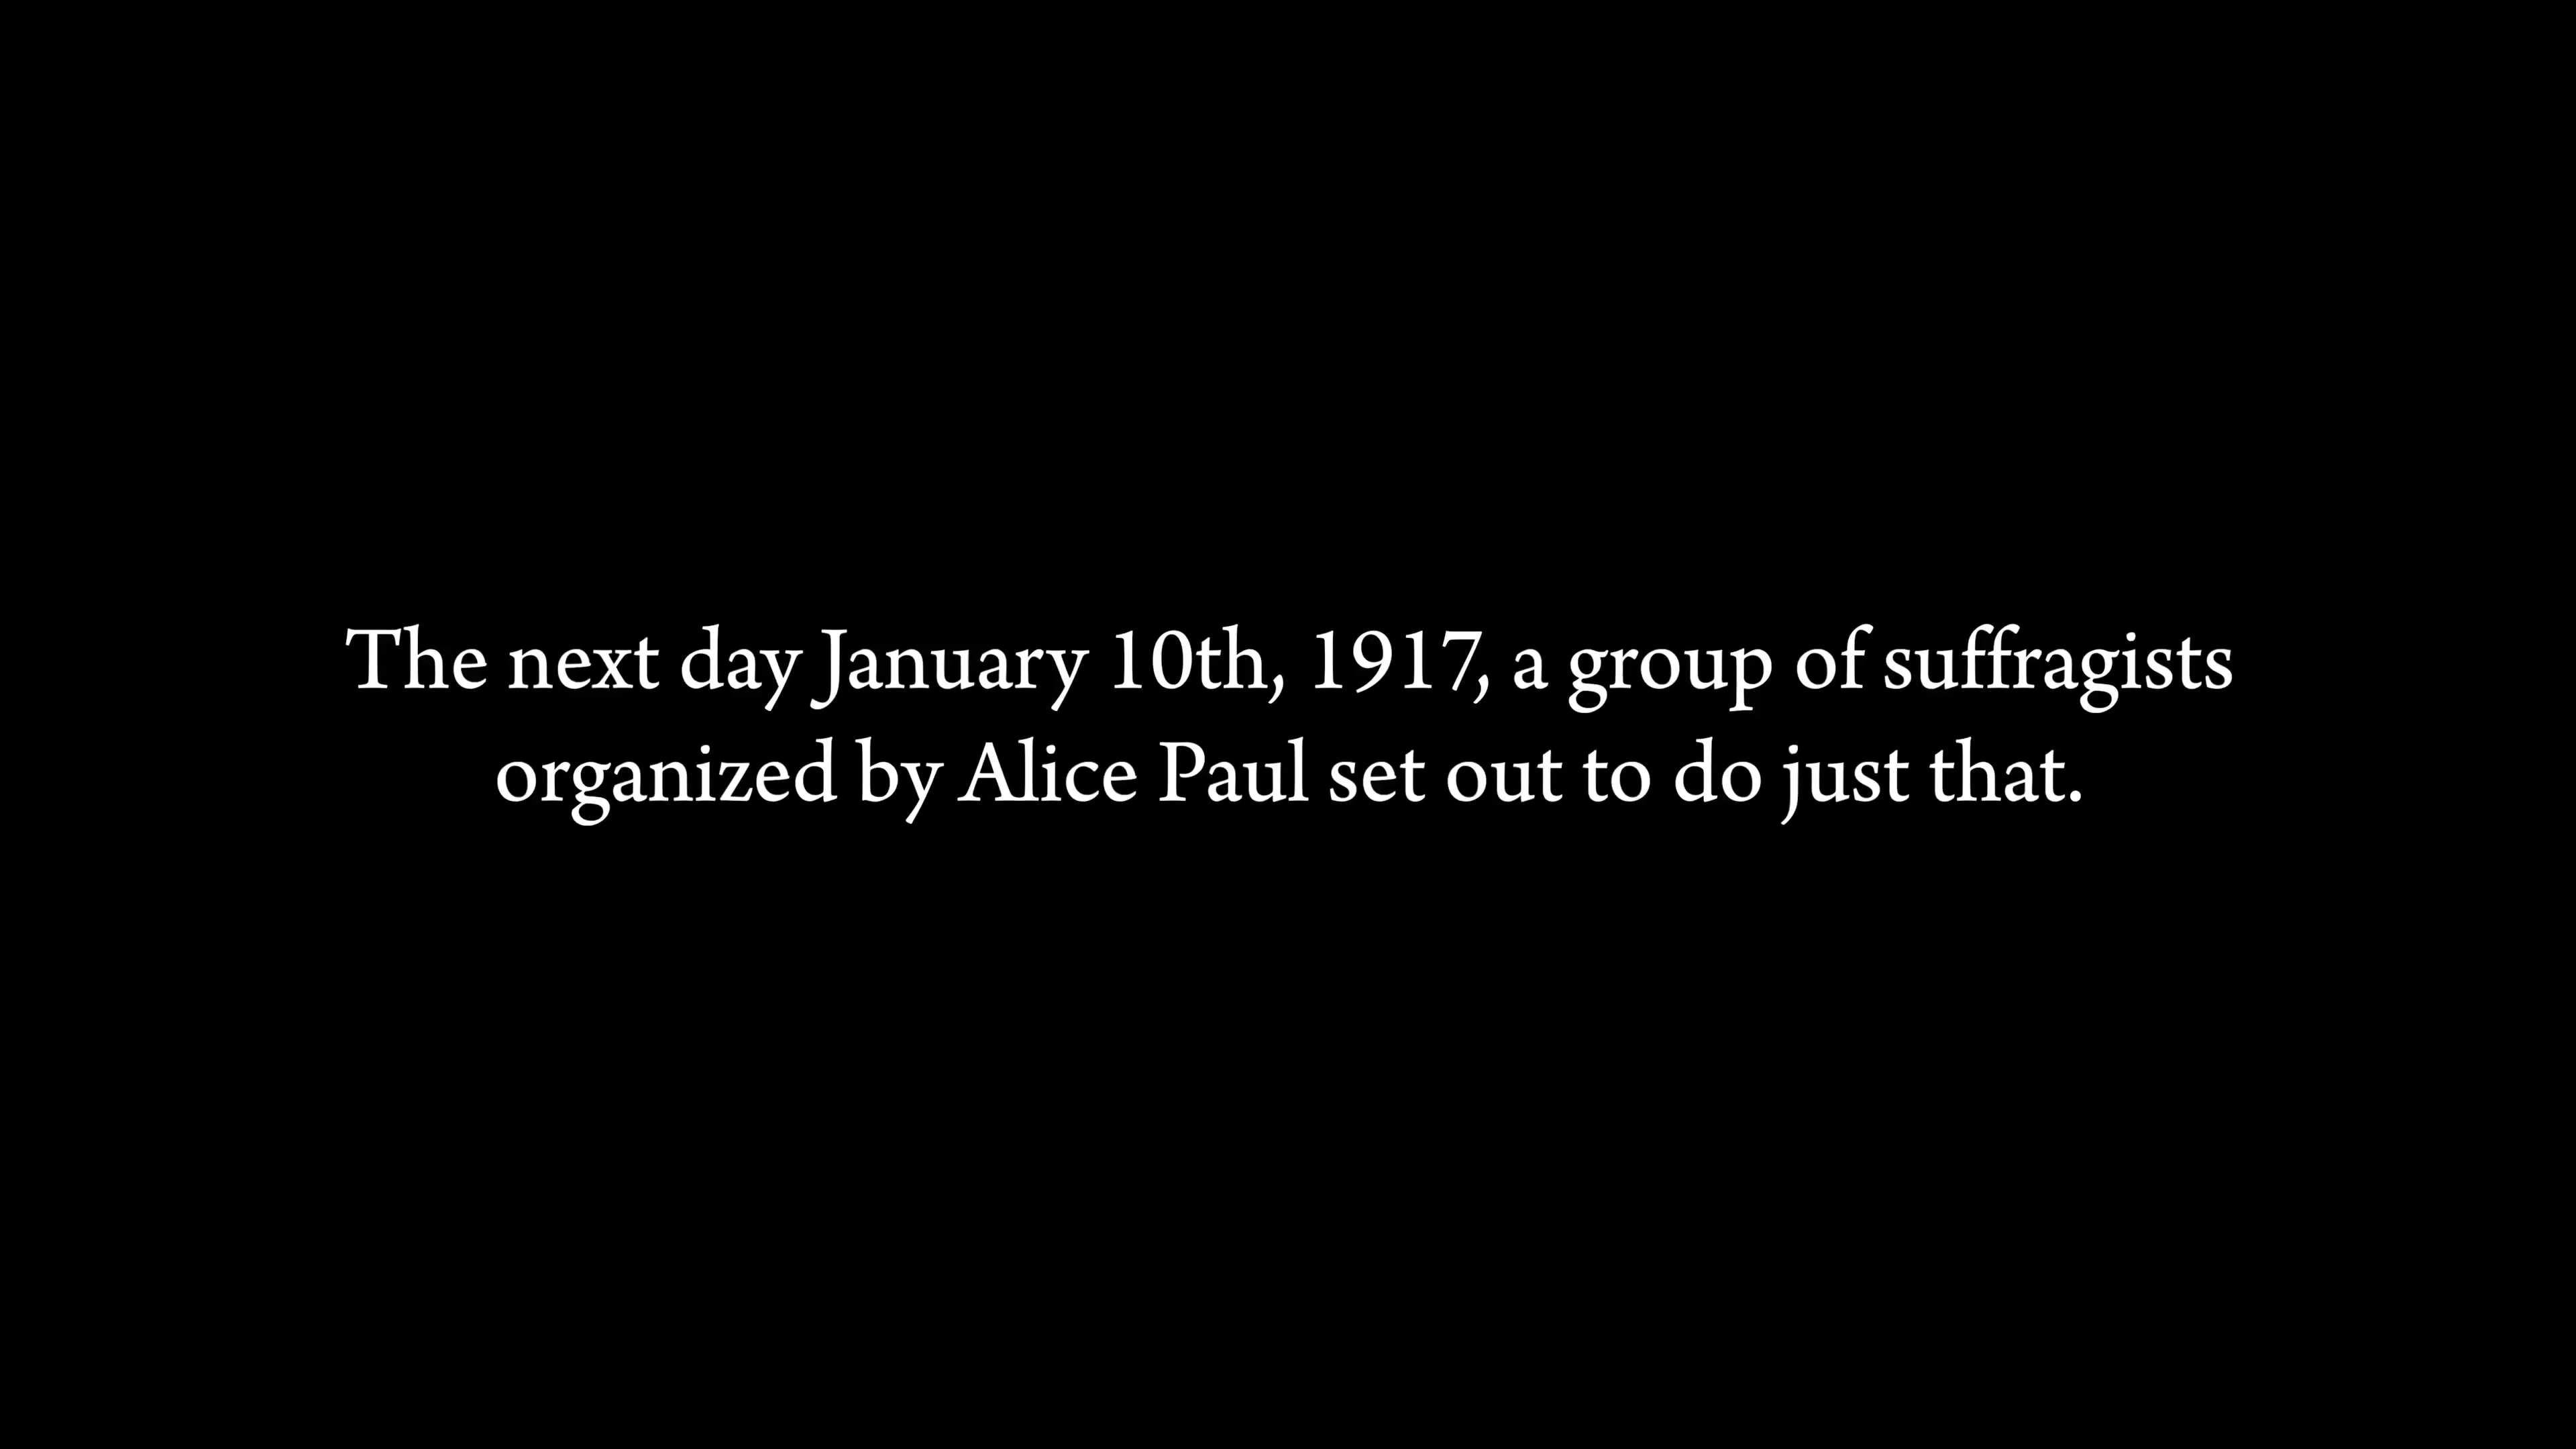 The next day January 10th, 1917, a group of suffragists
organized by Alice Paul set out to do just that.